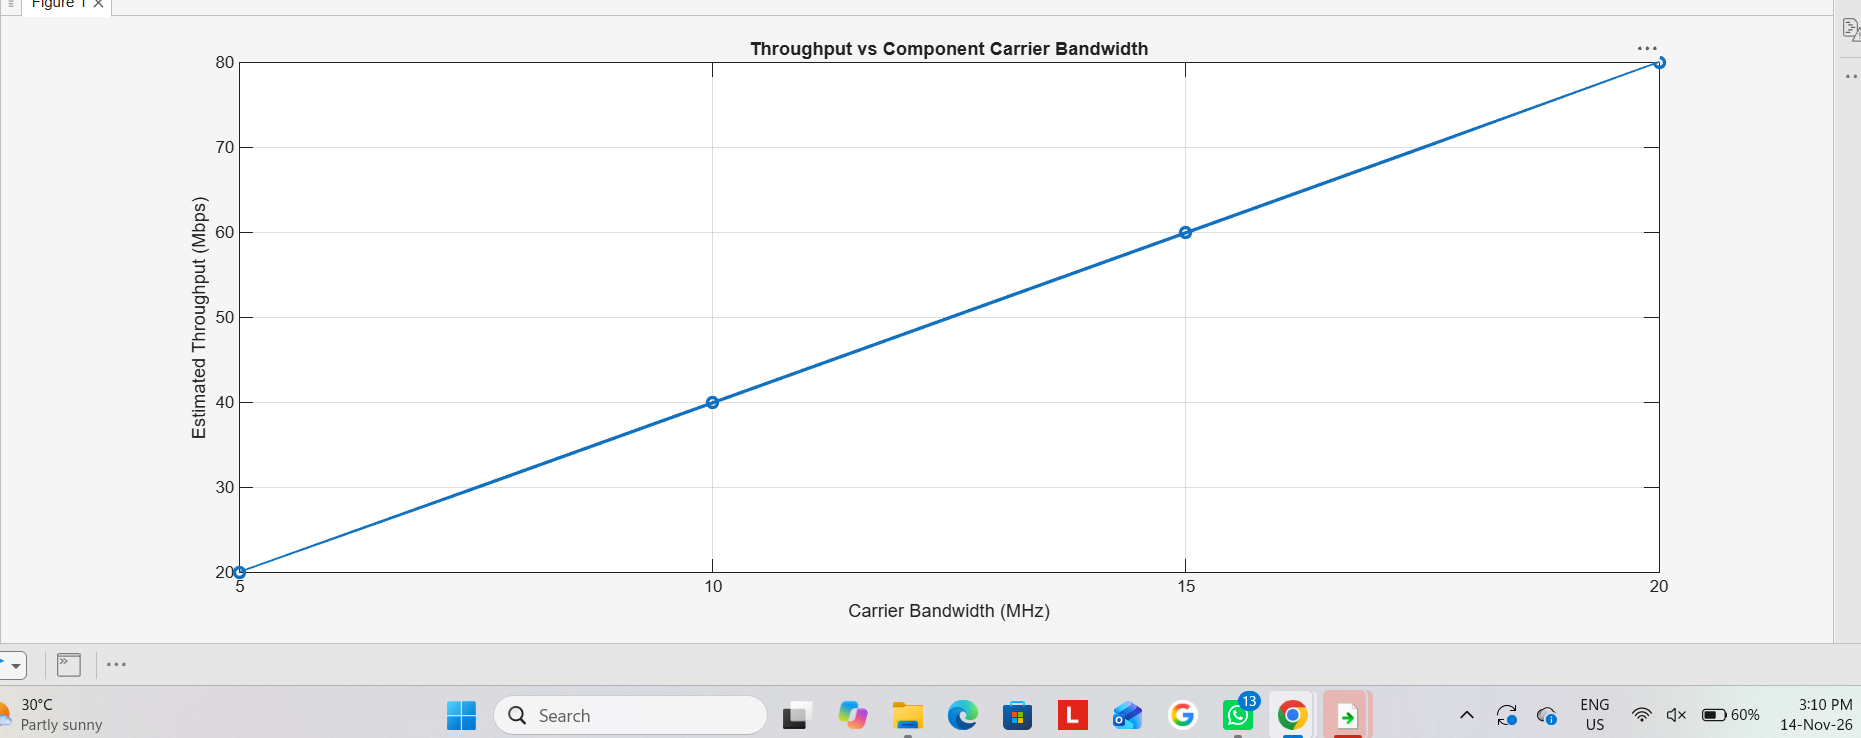 Figure 1
Throughput vs Component Carrier Bandwidth
80
70
60
50
40
30
20
Estimated Throughput (Mbps)
5
10
15
20
Carrier Bandwidth (MHz)
30°C
Partly sunny
Search
L
G
13
ENG
US
60%
3:10 PM
14-Nov-26